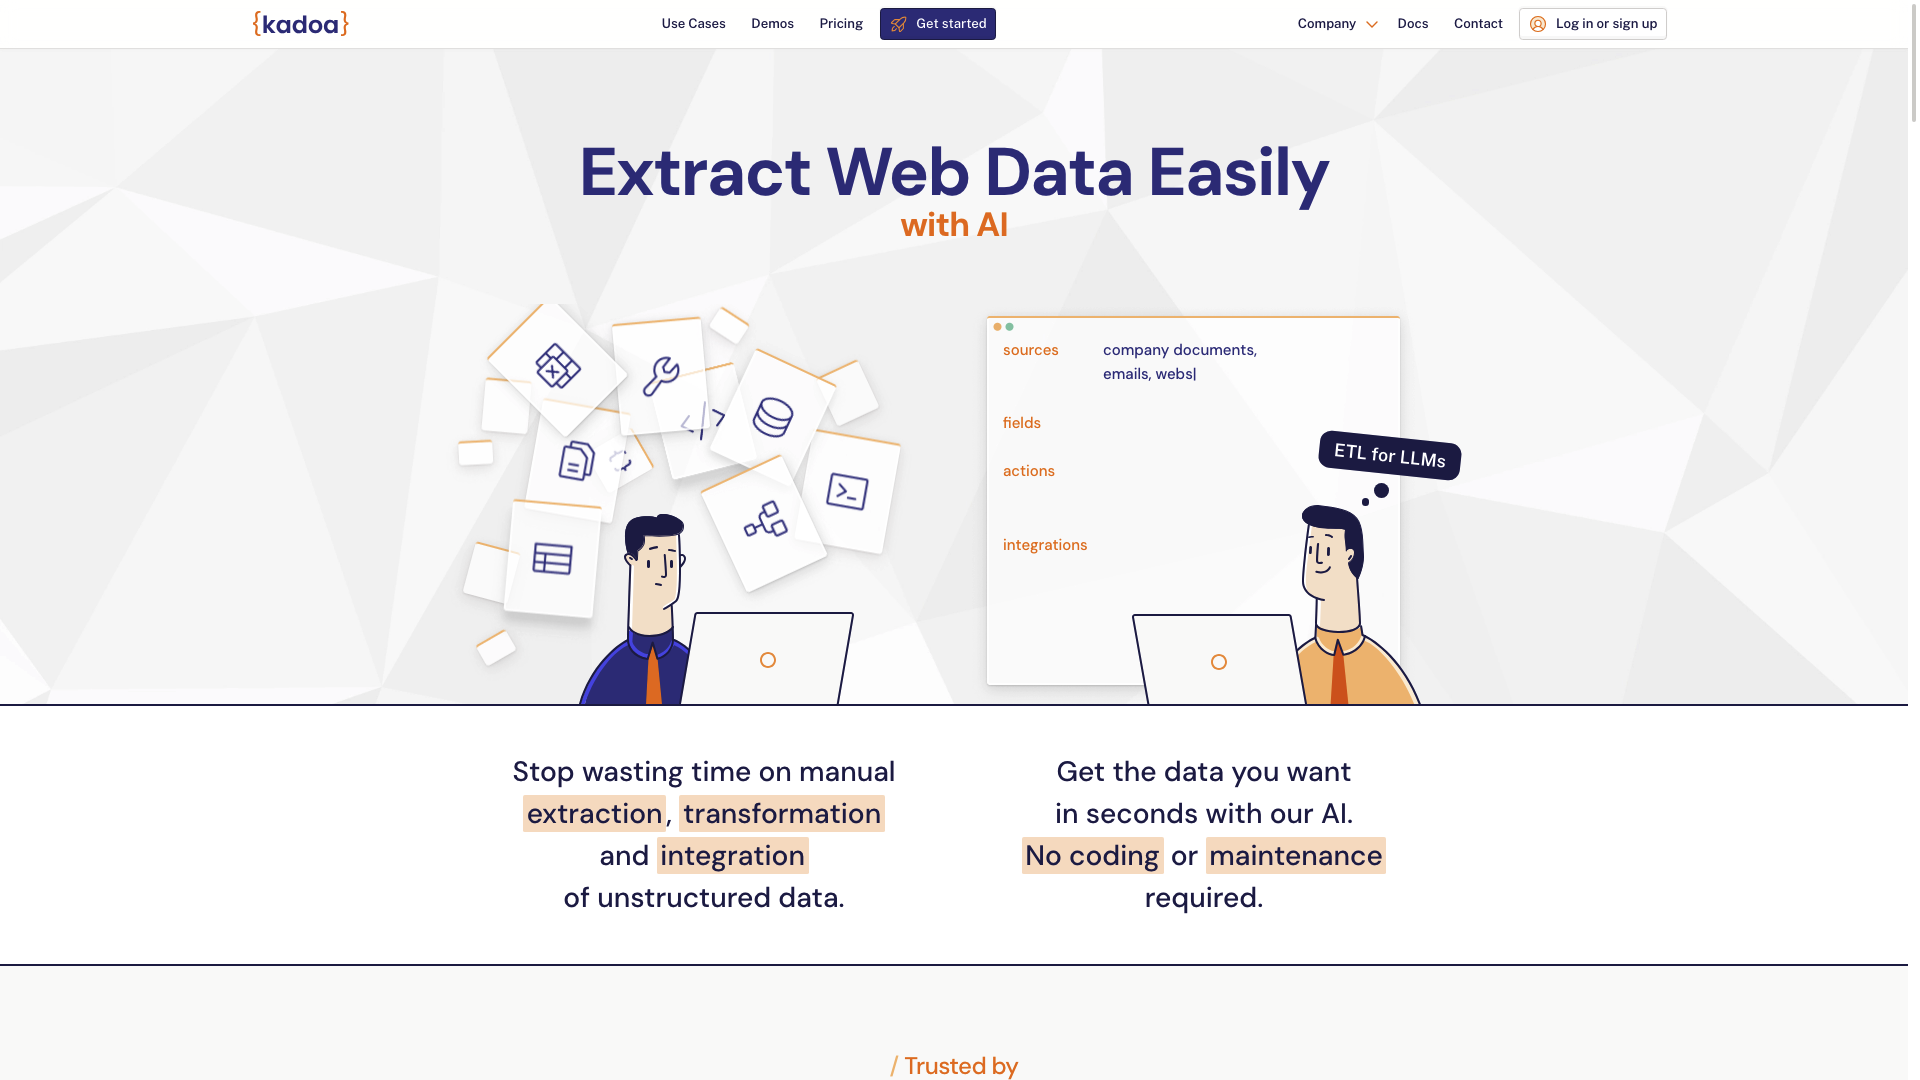 {kadoa}
Use Cases
Demos
Pricing
Get started
Company
Docs
Contact
Log in or sign up
Extract Web Data Easily
with AI
sources
company documents,
emails, webs|
fields
actions
integrations
ETL for LLMs
Stop wasting time on manual
extraction, transformation
and integration
of unstructured data.
Get the data you want
in seconds with our AI.
No coding or maintenance
required.
/ Trusted by